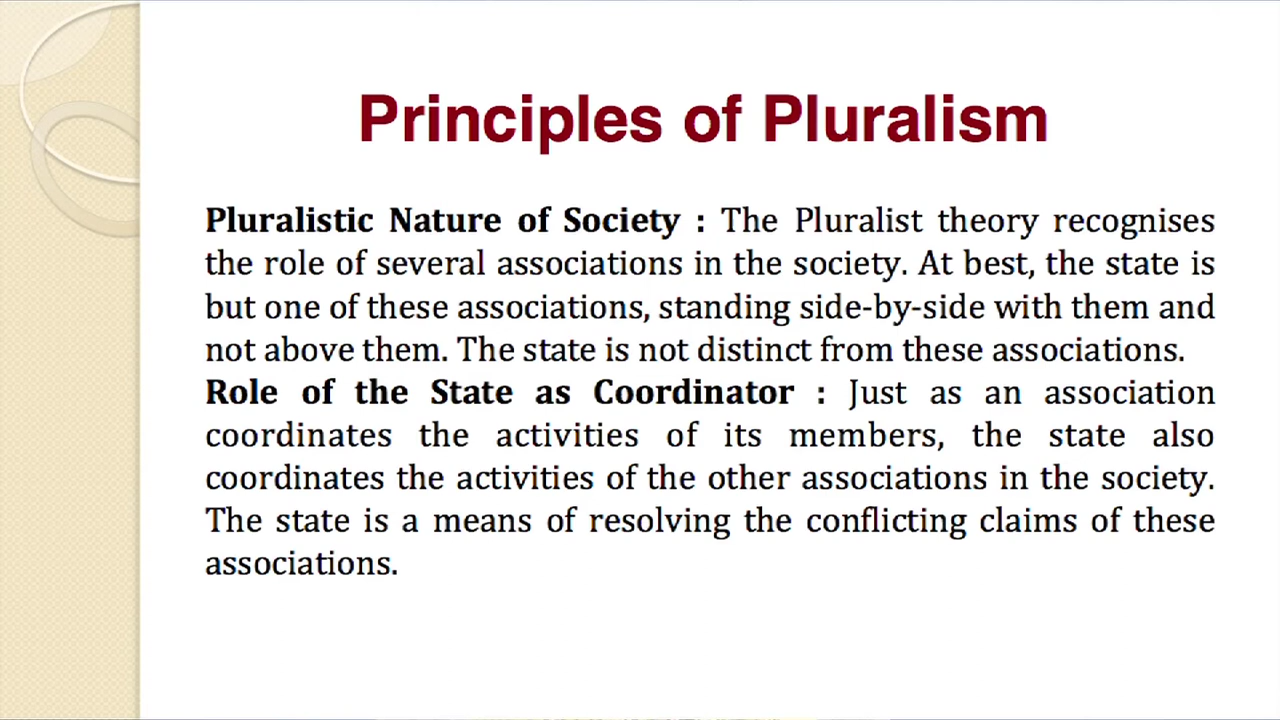 Principles of Pluralism
Pluralistic Nature of Society : The Pluralist theory recognises
the role of several associations in the society. At best, the state is
but one of these associations, standing side-by-side with them and
not above them. The state is not distinct from these associations.
Role of the State as Coordinator : Just as an association
coordinates the activities of its members, the state also
coordinates the activities of the other associations in the society.
The state is a means of resolving the conflicting claims of these
associations.